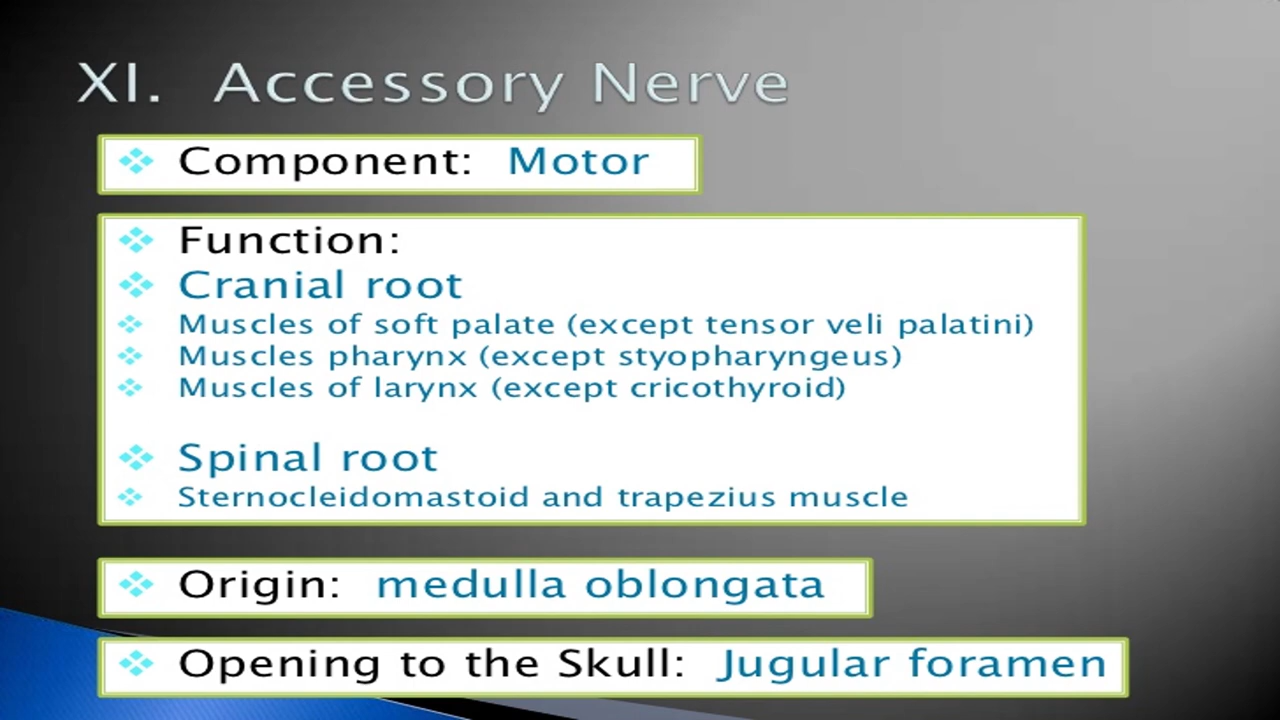 XI. Accessory Nerve
Component: Motor
Function:
Cranial root
Muscles of soft palate (except tensor veli palatini)
Muscles pharynx (except styopharyngeus)
Muscles of larynx (except cricothyroid)
Spinal root
Sternocleidomastoid and trapezius muscle
Origin: medulla oblongata
Opening to the Skull: Jugular foramen